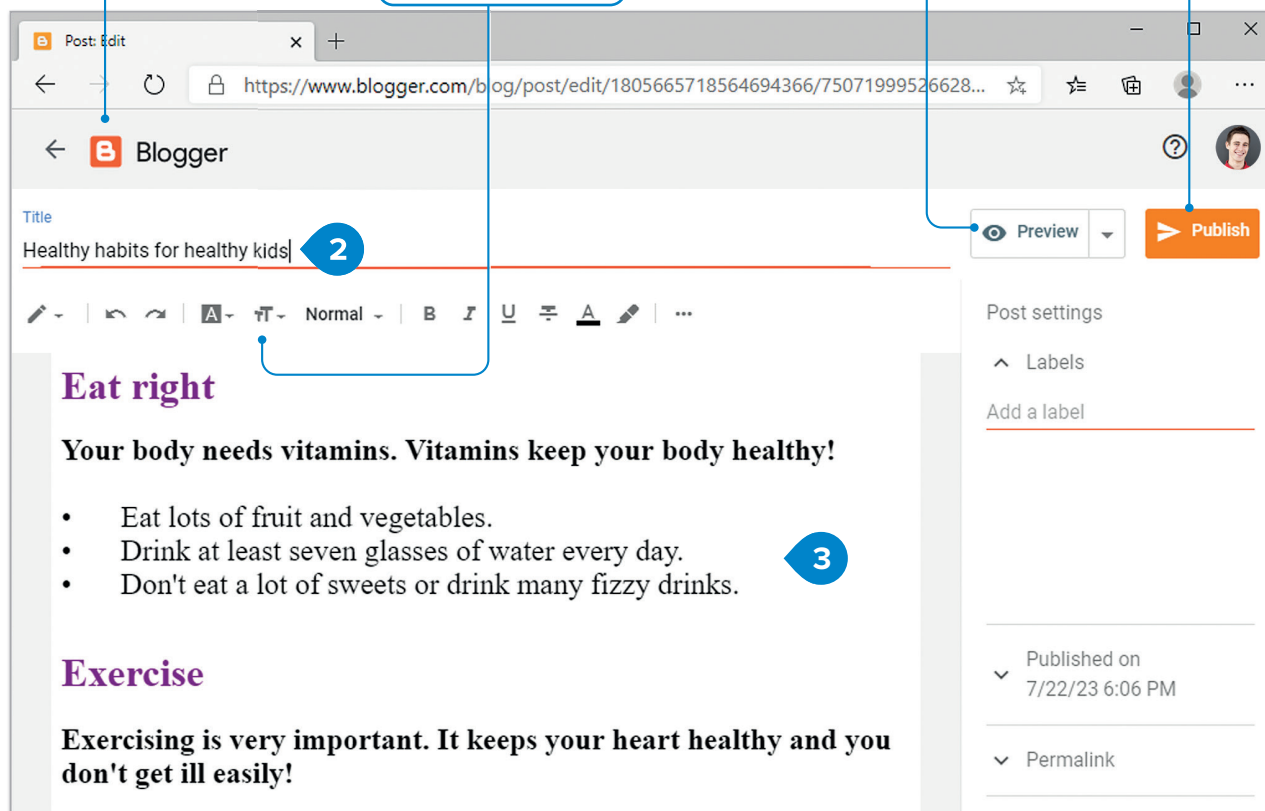 Post: Edit
https://www.blogger.com/blog/post/edit/1805665718564694366/75071999526628...
Blogger
Title
Healthy habits for healthy kids
2
Preview
Publish
Normal
B I U A
Post settings
Labels
Add a label
Eat right
Your body needs vitamins. Vitamins keep your body healthy!
• Eat lots of fruit and vegetables.
• Drink at least seven glasses of water every day.
• Don't eat a lot of sweets or drink many fizzy drinks.
3
Exercise
Exercising is very important. It keeps your heart healthy and you
don't get ill easily!
Published on
7/22/23 6:06 PM
Permalink